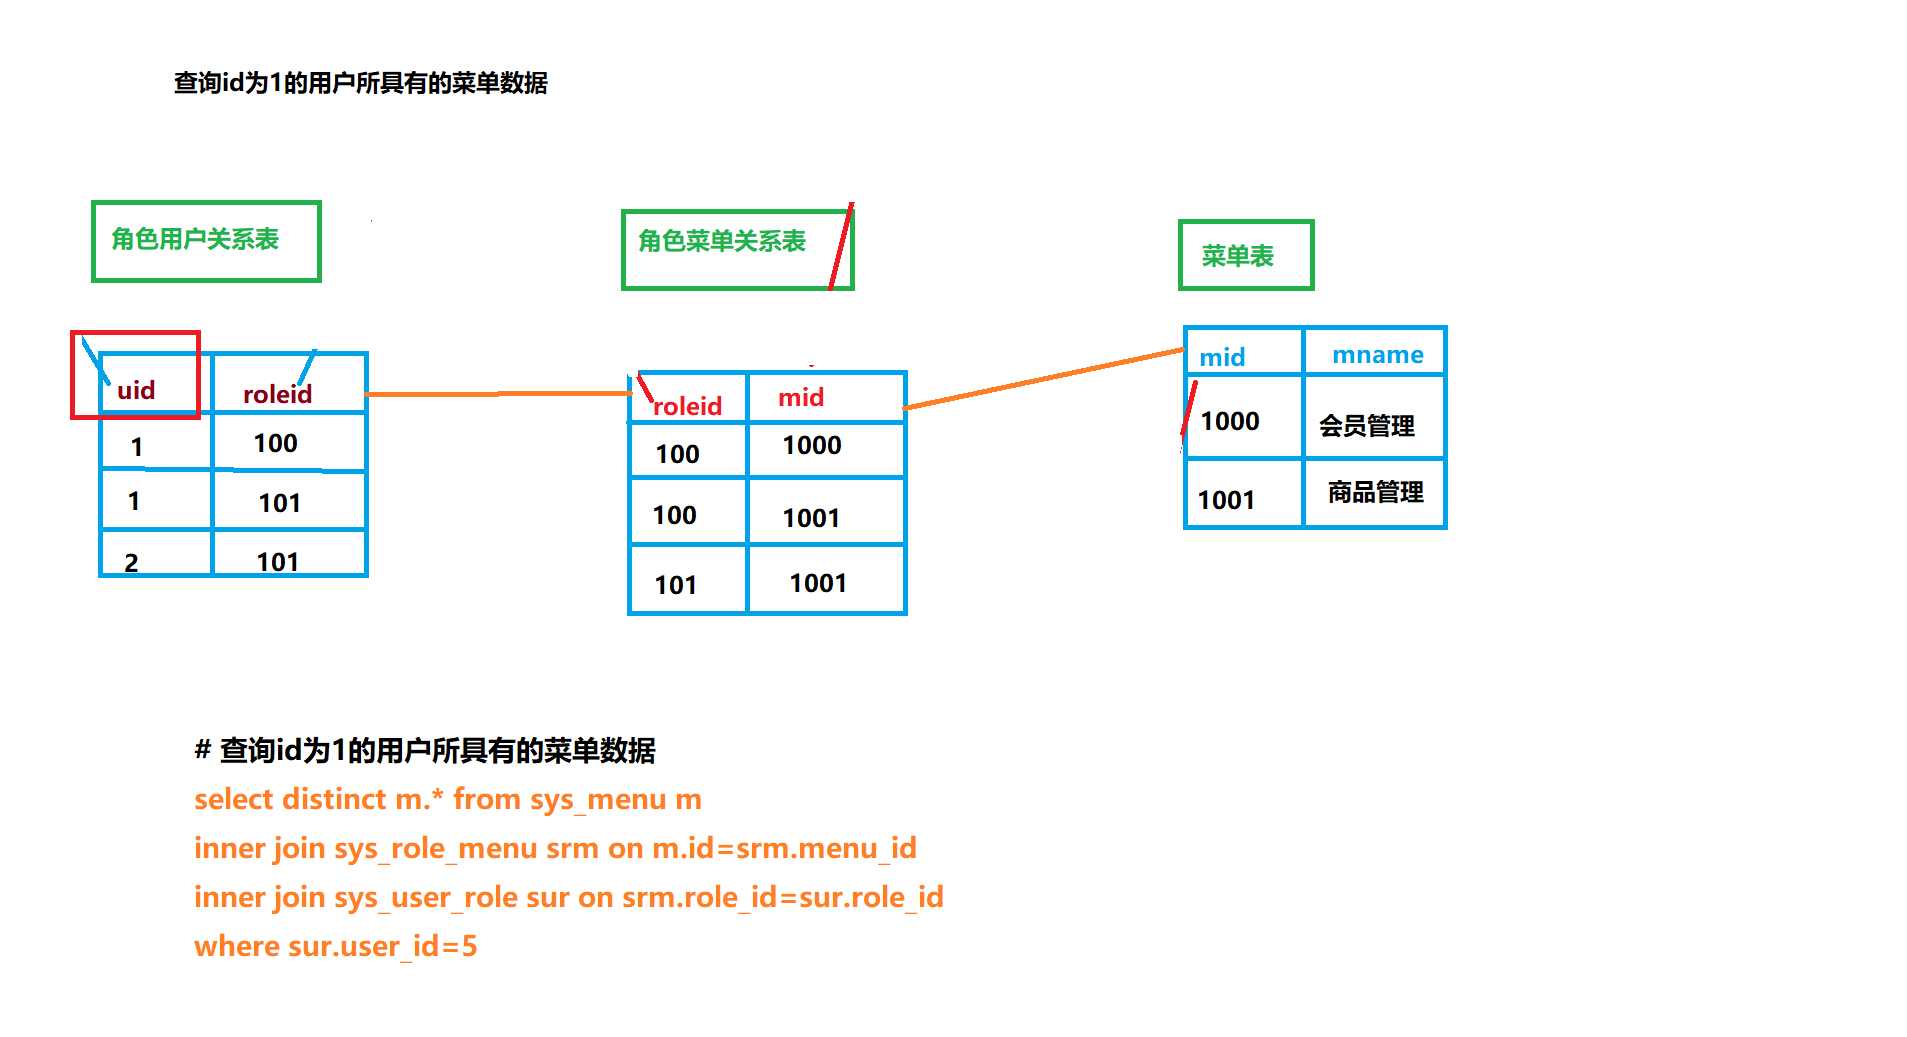 查询id为1的用户所具有的菜单数据
角色用户关系表
角色菜单关系表
菜单表
uid roleid
1 100
1 101
2 101
roleid mid
100 1000
100 1001
101 1001
mid mname
1000 会员管理
1001 商品管理
# 查询id为1的用户所具有的菜单数据
select distinct m.* from sys_menu m
inner join sys_role_menu srm on m.id=srm.menu_id
inner join sys_user_role sur on srm.role_id=sur.role_id
where sur.user_id=5